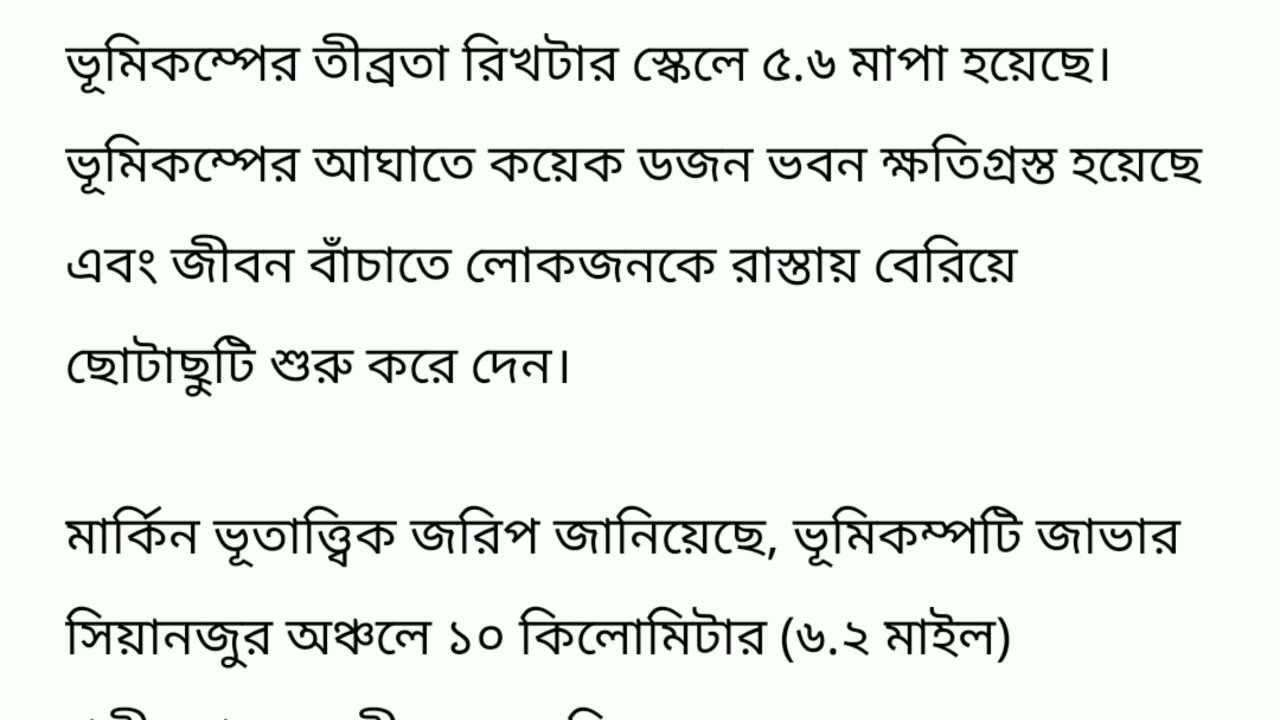 ভূমিকম্পের তীব্রতা রিখটার স্কেলে ৫.৬ মাপা হয়েছে।
ভূমিকম্পের আঘাতে কয়েক ডজন ভবন ক্ষতিগ্রস্ত হয়েছে
এবং জীবন বাঁচাতে লোকজনকে রাস্তায় বেরিয়ে
ছোটাছুটি শুরু করে দেন।
মার্কিন ভূতাত্ত্বিক জরিপ জানিয়েছে, ভূমিকম্পটি জাভার
সিয়ানজুর অঞ্চলে ১০ কিলোমিটার (৬.২ মাইল)